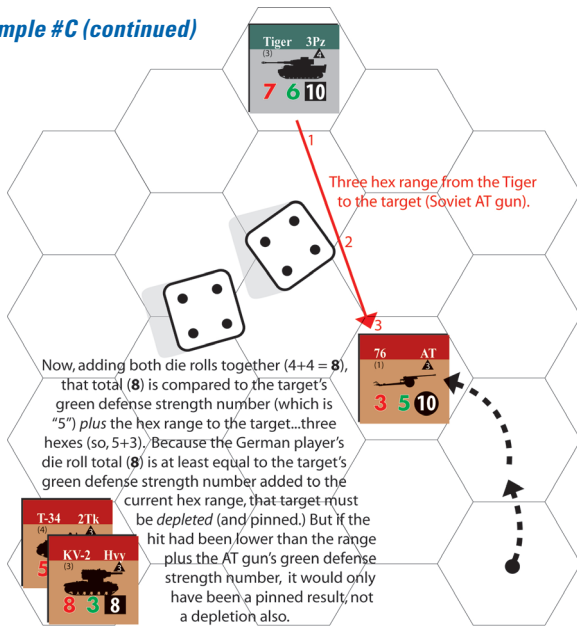 mple #C (continued)
Tiger 3Pz
(3) 4
7 6 10
1
Three hex range from the Tiger
to the target (Soviet AT gun).
2
3
76 AT
(1) 3
3 5 10
Now, adding both die rolls together (4+4 = 8),
that total (8) is compared to the target's
green defense strength number (which is
“5”) plus the hex range to the target...three
hexes (so, 5+3). Because the German player's
die roll total (8) is at least equal to the target's
green defense strength number added to the
current hex range, that target must
be depleted (and pinned.) But if the
hit had been lower than the range
plus the AT gun's green defense
strength number, it would only
have been a pinned result, not
a depletion also.
T-34 2Tk
(4) 3
5
KV-2 Hvy
(3) 3
8 3 8